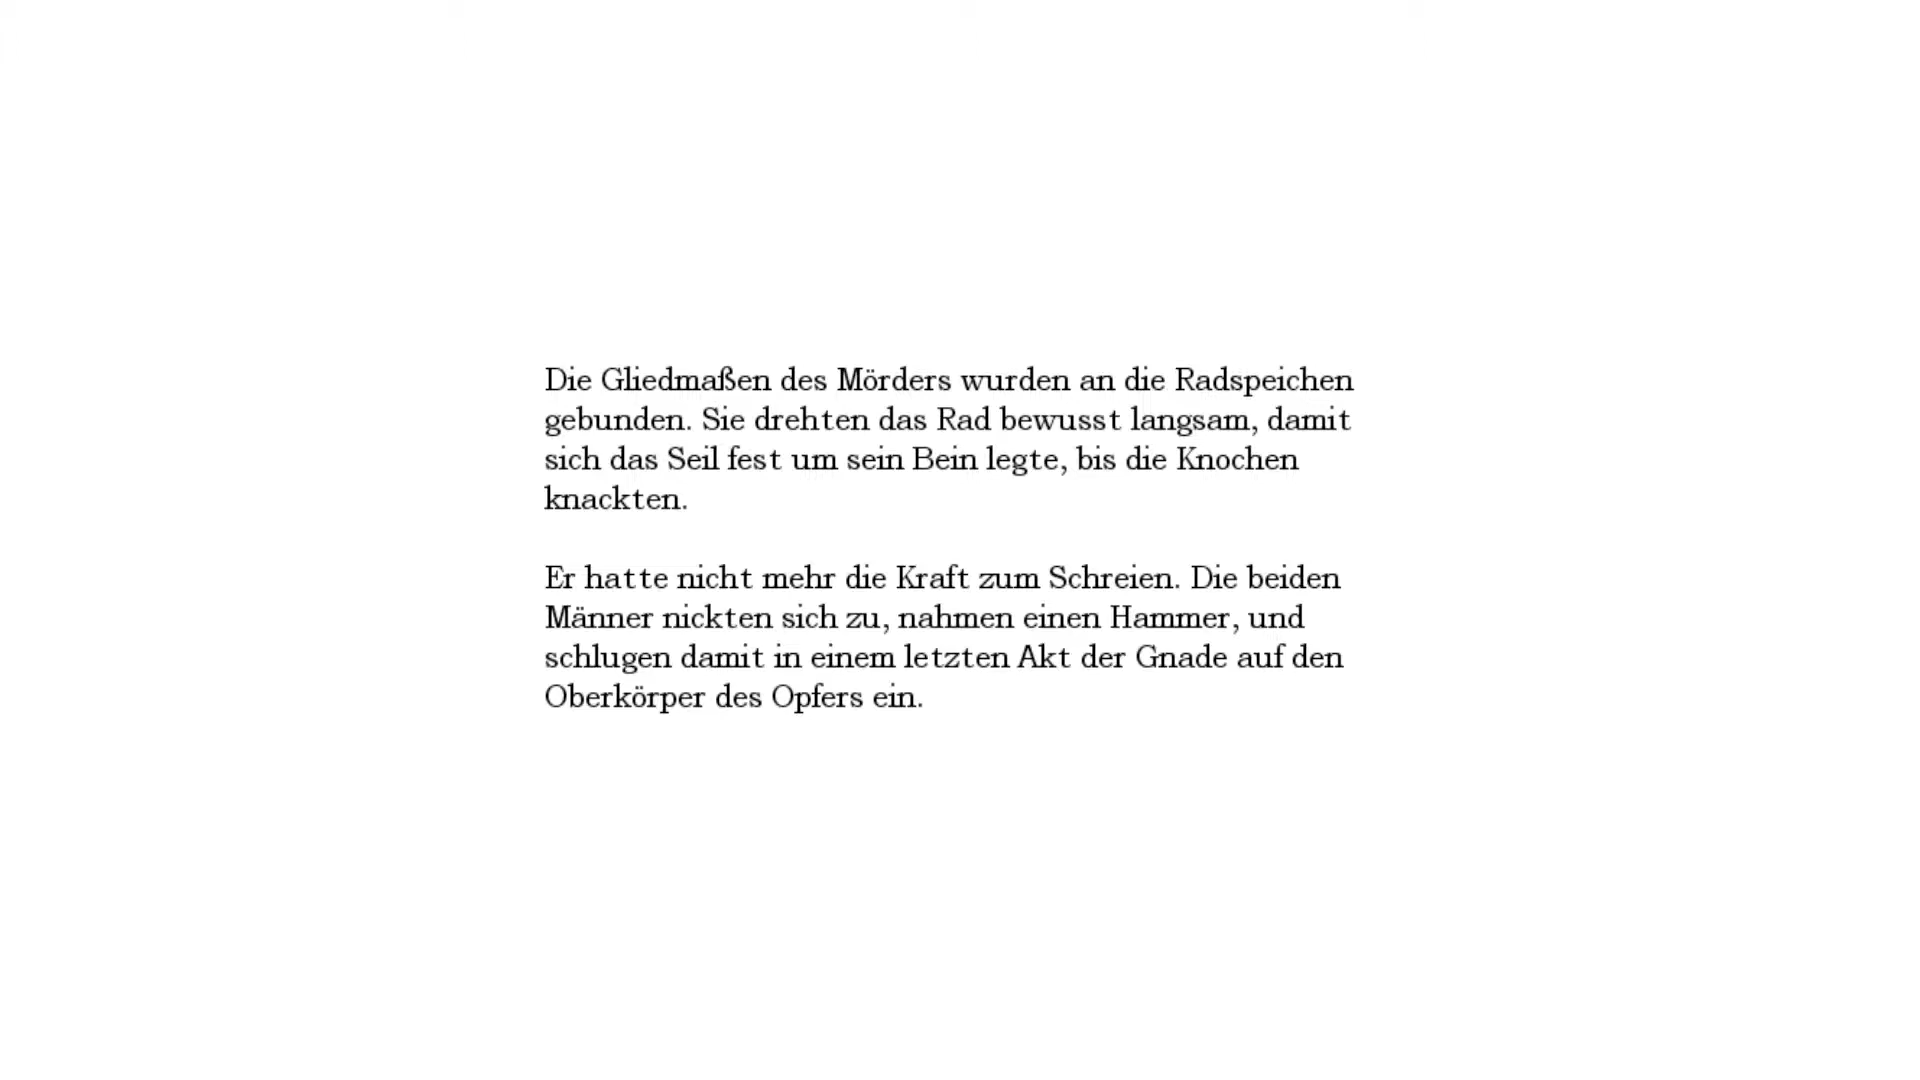 Die Gliedmaßen des Mörders wurden an die Radspeichen
gebunden. Sie drehten das Rad bewusst langsam, damit
sich das Seil fest um sein Bein legte, bis die Knochen
knackten.
Er hatte nicht mehr die Kraft zum Schreien. Die beiden
Männer nickten sich zu, nahmen einen Hammer, und
schlugen damit in einem letzten Akt der Gnade auf den
Oberkörper des Opfers ein.